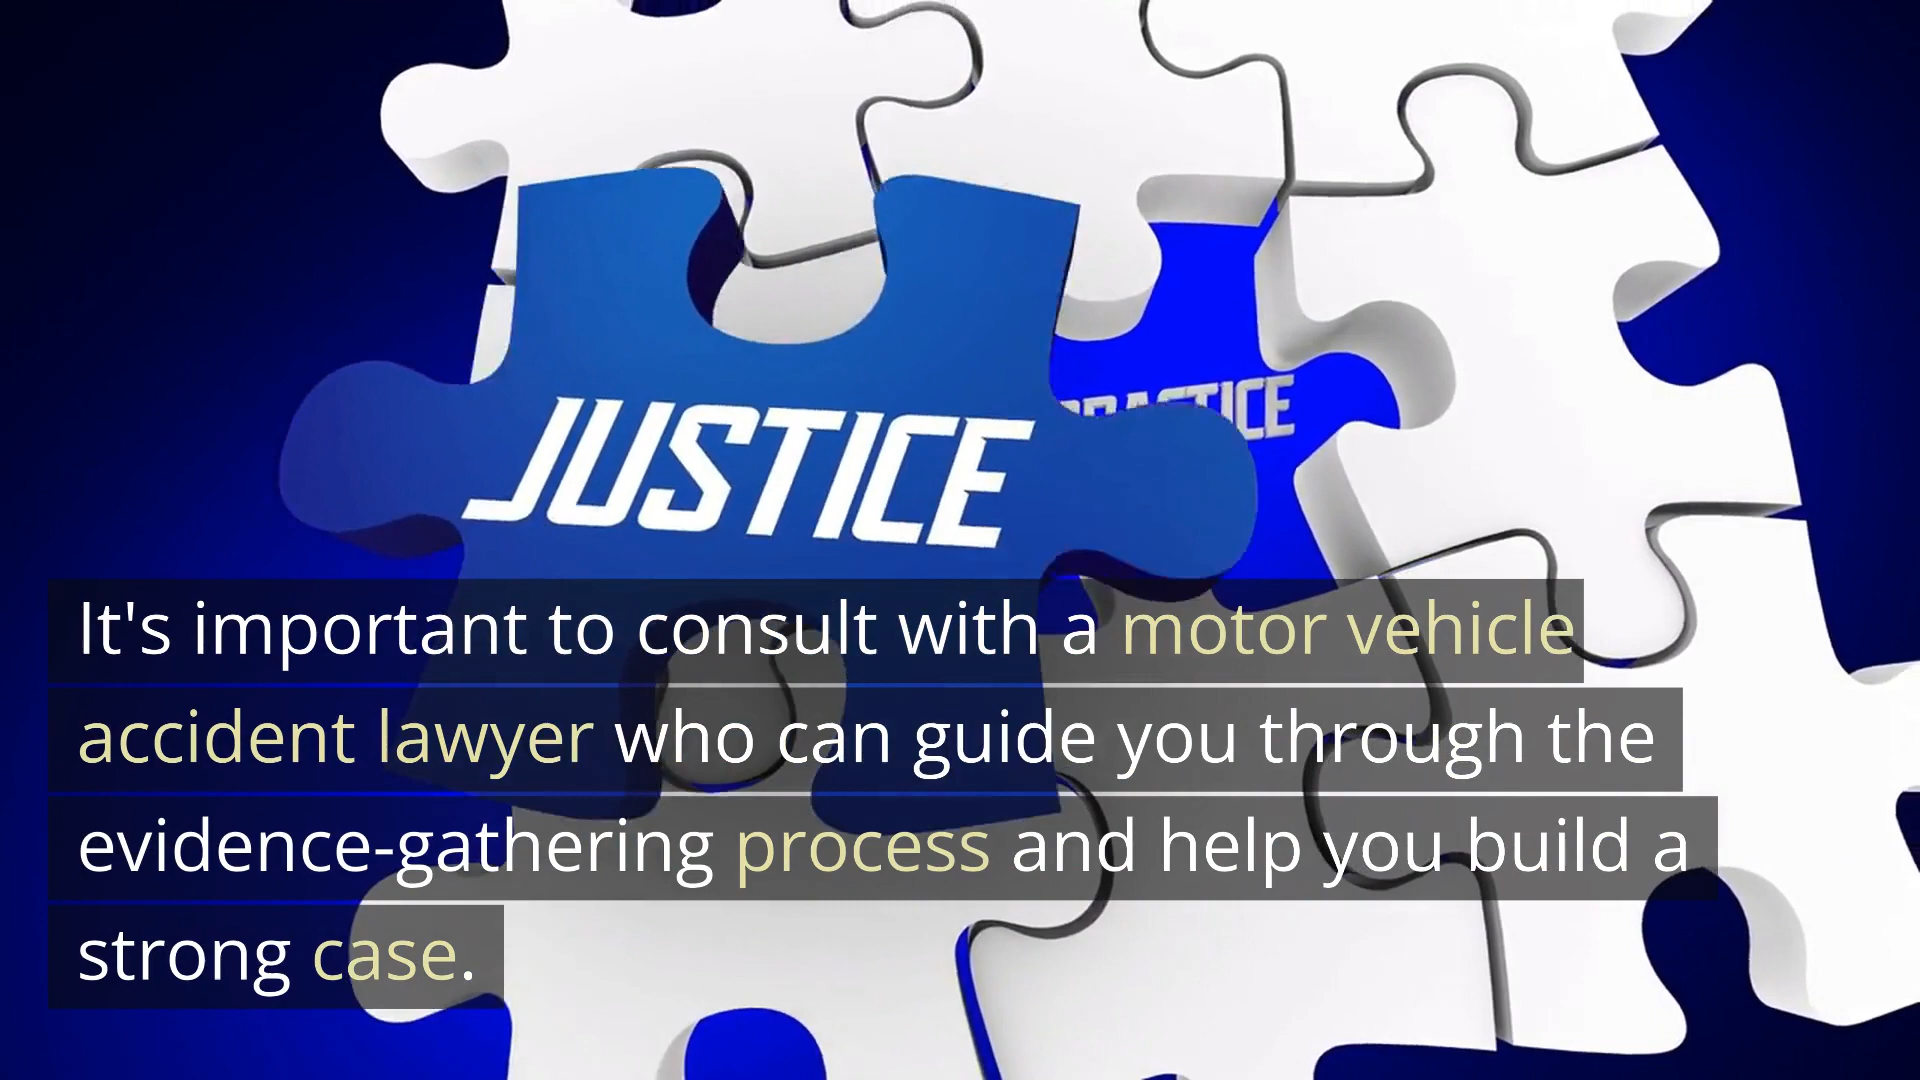 JUSTICE
It's important to consult with a motor vehicle
accident lawyer who can guide you through the
evidence-gathering process and help you build a
strong case.